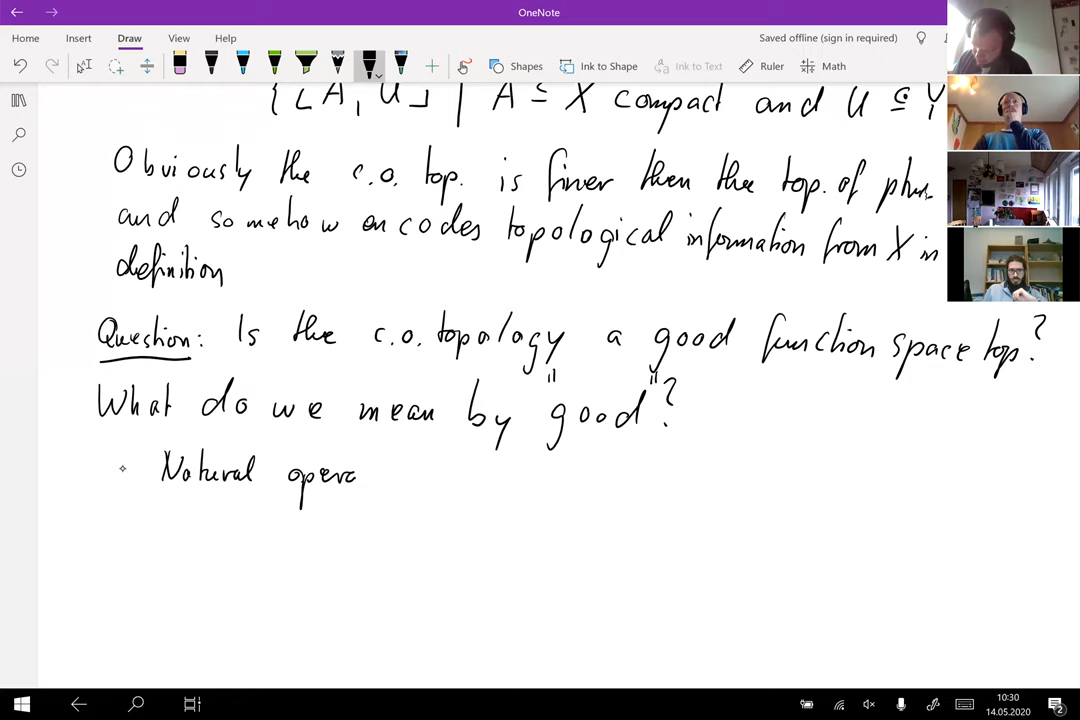 OneNote
Home Insert Draw View Help
Saved offline (sign in required)
Shapes Ink to Shape Ink to Text Ruler Math
{⌊A, U⌋ | A ⊆ X compact and U ⊆ Y
Obviously the c.o. top. is finer then the top. of
and somehow encodes topological information from X in
definition
Question: Is the c.o. topology a good function space top.?
What do we mean by "good"?
Natural opera
10:30
14.05.2020
2